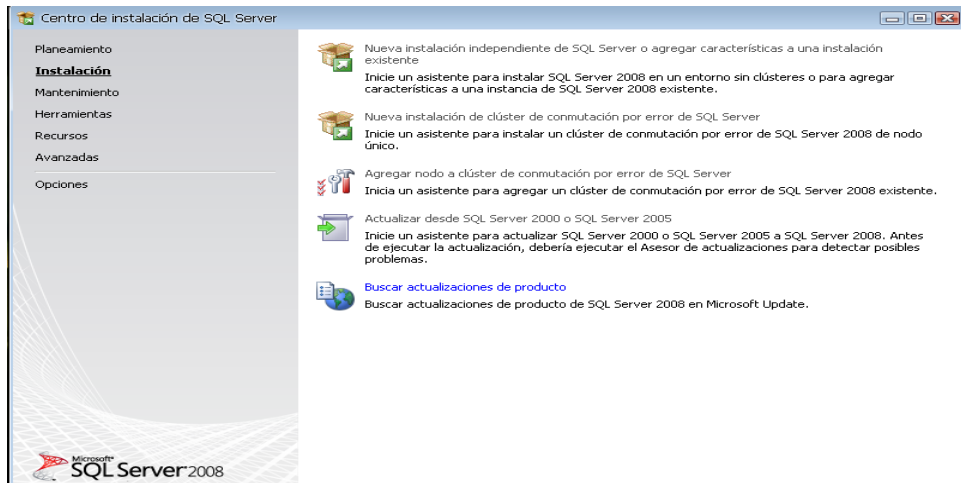 Centro de instalación de SQL Server
Planeamiento
Instalación
Mantenimiento
Herramientas
Recursos
Avanzadas
Opciones
Nueva instalación independiente de SQL Server o agregar características a una instalación
existente
Inicie un asistente para instalar SQL Server 2008 en un entorno sin clústeres o para agregar
características a una instancia de SQL Server 2008 existente.
Nueva instalación de clúster de conmutación por error de SQL Server
Inicie un asistente para instalar un clúster de conmutación por error de SQL Server 2008 de nodo
único.
Agregar nodo a clúster de conmutación por error de SQL Server
Inicia un asistente para agregar un clúster de conmutación por error de SQL Server 2008 existente.
Actualizar desde SQL Server 2000 o SQL Server 2005
Inicie un asistente para actualizar SQL Server 2000 o SQL Server 2005 a SQL Server 2008. Antes
de ejecutar la actualización, debería ejecutar el Asesor de actualizaciones para detectar posibles
problemas.
Buscar actualizaciones de producto
Buscar actualizaciones de producto de SQL Server 2008 en Microsoft Update.
Microsoft
SQL Server 2008